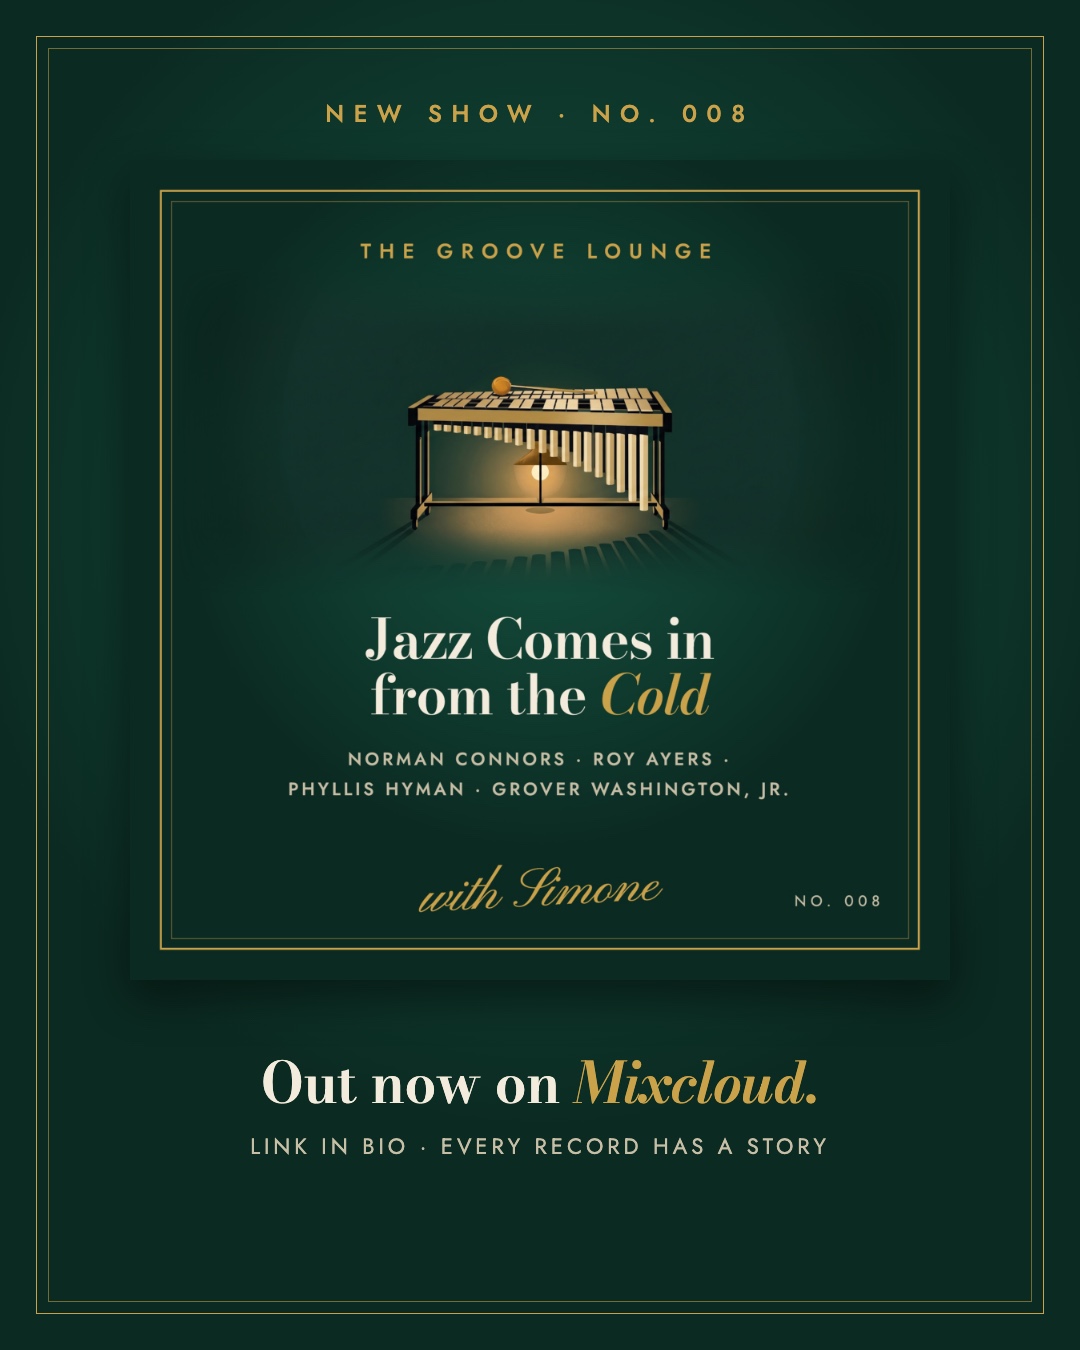 NEW SHOW · NO. 008
THE GROOVE LOUNGE
Jazz Comes in
from the Cold
NORMAN CONNORS · ROY AYERS ·
PHYLLIS HYMAN · GROVER WASHINGTON, JR.
with Simone
NO. 008
Out now on Mixcloud.
LINK IN BIO · EVERY RECORD HAS A STORY